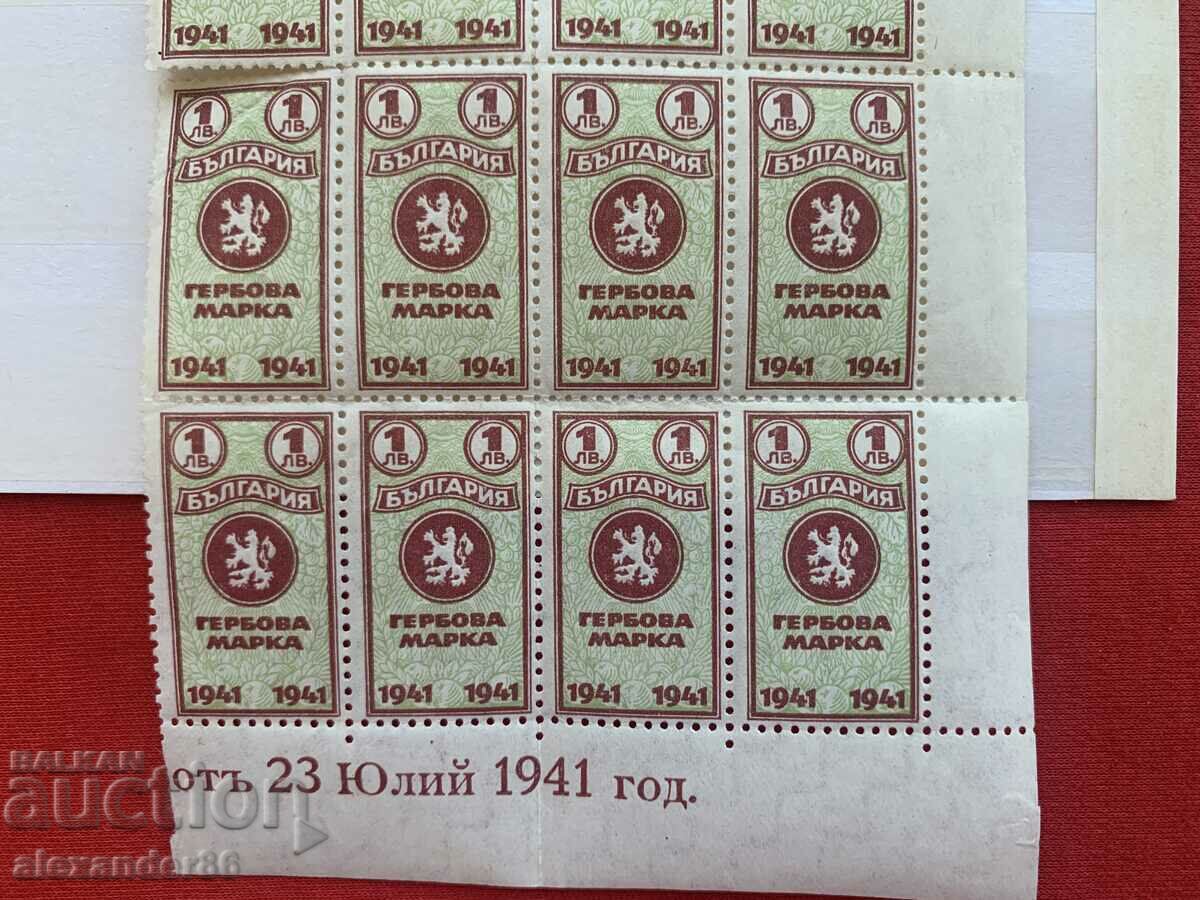 1941 1941 1941 1941 1941 1941 1941 1941
1 ЛВ. 1 ЛВ. 1 ЛВ. 1 ЛВ. 1 ЛВ. 1 ЛВ. 1 ЛВ. 1 ЛВ.
БЪЛГАРИЯ БЪЛГАРИЯ БЪЛГАРИЯ БЪЛГАРИЯ
ГЕРБОВА ГЕРБОВА ГЕРБОВА ГЕРБОВА
МАРКА МАРКА МАРКА МАРКА
1941 1941 1941 1941 1941 1941 1941 1941
1 ЛВ. 1 ЛВ. 1 ЛВ. 1 ЛВ. 1 ЛВ. 1 ЛВ. 1 ЛВ. 1 ЛВ.
БЪЛГАРИЯ БЪЛГАРИЯ БЪЛГАРИЯ БЪЛГАРИЯ
ГЕРБОВА ГЕРБОВА ГЕРБОВА ГЕРБОВА
МАРКА МАРКА МАРКА МАРКА
1941 1941 1941 1941 1941 1941 1941 1941
отъ 23 Юлий 1941 год.
BALKAN
auction
alexander86